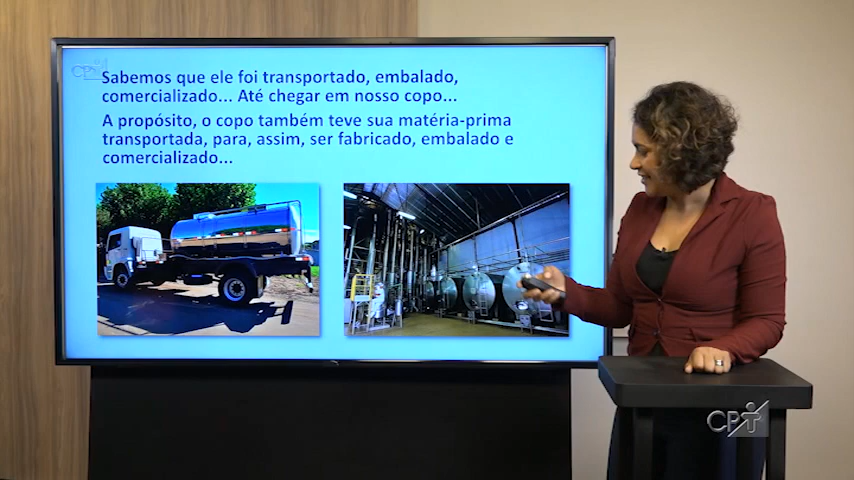 CPT
Sabemos que ele foi transportado, embalado,
comercializado... Até chegar em nosso copo...
A propósito, o copo também teve sua matéria-prima
transportada, para, assim, ser fabricado, embalado e
comercializado...
CPT